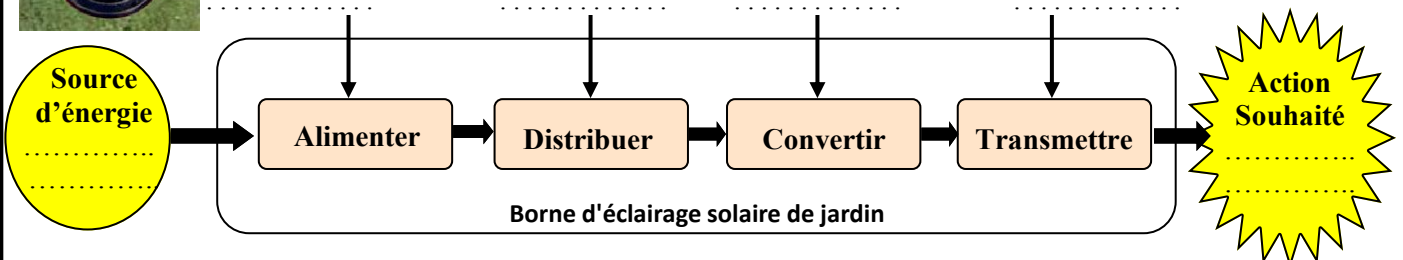 . . . . . . . . . . . . . . . . . . . . . . . . . . . . . . . . . . . . . . . . . . . . . . . . . . . . . . . . . . . .
Source
d’énergie
…………..
………….
Alimenter
Distribuer
Convertir
Transmettre
Action
Souhaité
………….
………….
Borne d'éclairage solaire de jardin